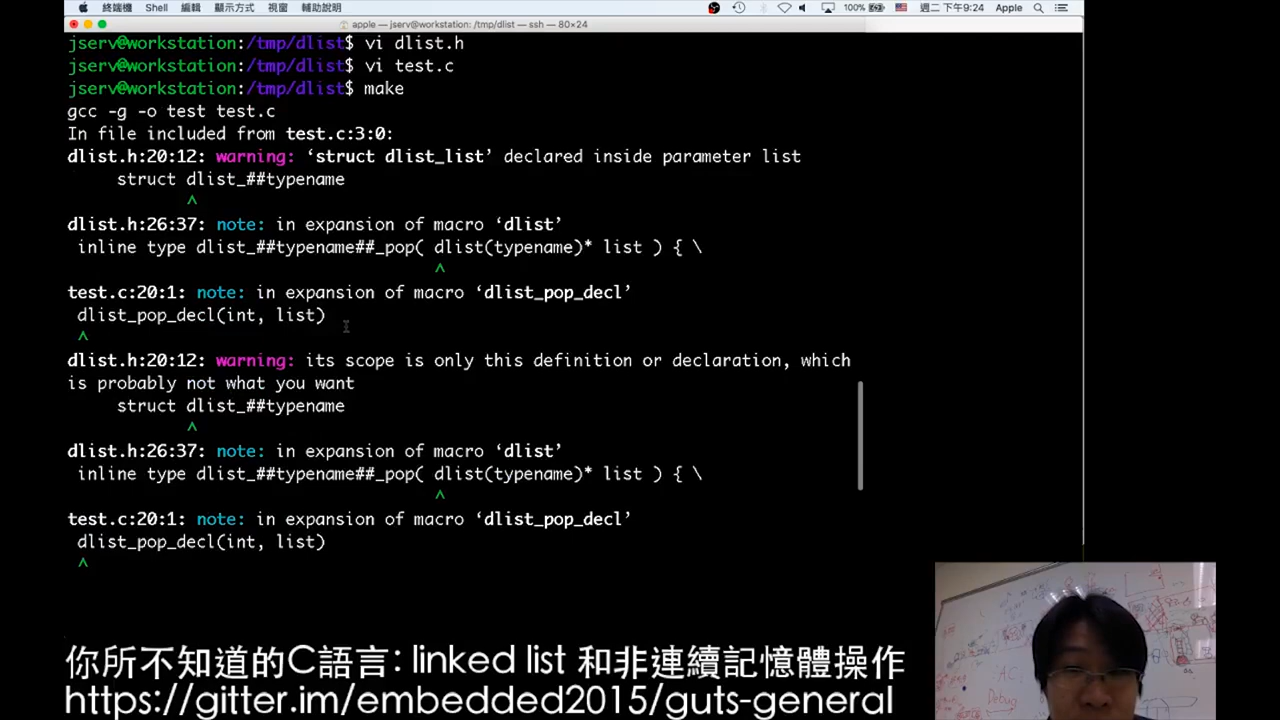 終端機 Shell 編輯 顯示方式 視窗 輔助說明 100% 週二 下午9:24 Apple
apple — jserv@workstation: /tmp/dlist — ssh — 80×24
jserv@workstation:/tmp/dlist$ vi dlist.h
jserv@workstation:/tmp/dlist$ vi test.c
jserv@workstation:/tmp/dlist$ make
gcc -g -o test test.c
In file included from test.c:3:0:
dlist.h:20:12: warning: ‘struct dlist_list’ declared inside parameter list
struct dlist_##typename
^
dlist.h:26:37: note: in expansion of macro ‘dlist’
inline type dlist_##typename##_pop( dlist(typename)* list ) { \
^
test.c:20:1: note: in expansion of macro ‘dlist_pop_decl’
dlist_pop_decl(int, list)
^
dlist.h:20:12: warning: its scope is only this definition or declaration, which
is probably not what you want
struct dlist_##typename
^
dlist.h:26:37: note: in expansion of macro ‘dlist’
inline type dlist_##typename##_pop( dlist(typename)* list ) { \
^
test.c:20:1: note: in expansion of macro ‘dlist_pop_decl’
dlist_pop_decl(int, list)
^
AC
Debug
你所不知道的C語言: linked list 和非連續記憶體操作
https://gitter.im/embedded2015/guts-general